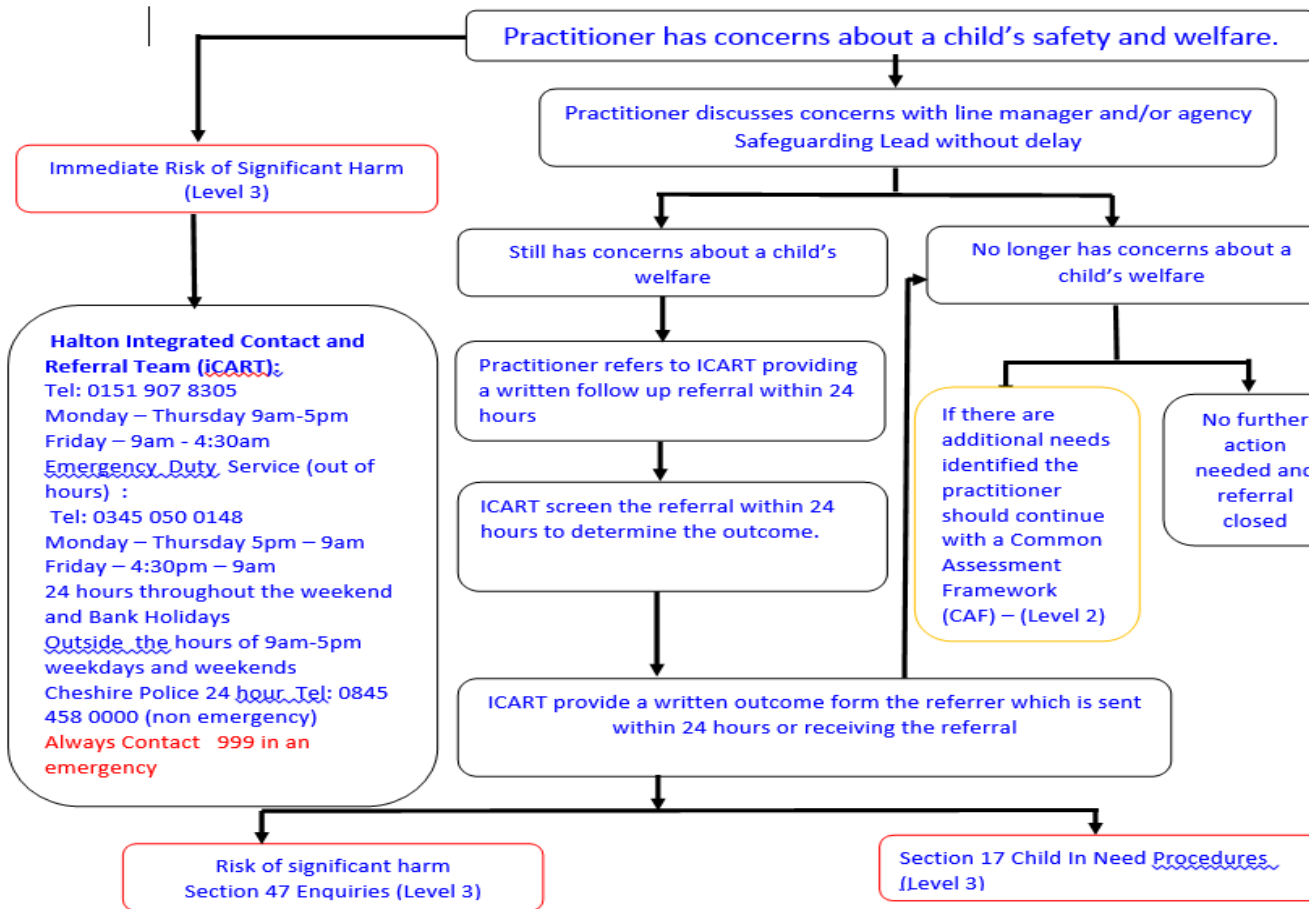 Practitioner has concerns about a child's safety and welfare.
Practitioner discusses concerns with line manager and/or agency
Safeguarding Lead without delay
Immediate Risk of Significant Harm
(Level 3)
Still has concerns about a child's
welfare
No longer has concerns about a
child's welfare
Halton Integrated Contact and
Referral Team (iCART):
Tel: 0151 907 8305
Monday – Thursday 9am-5pm
Friday – 9am - 4:30am
Emergency Duty Service (out of
hours) :
Tel: 0345 050 0148
Monday – Thursday 5pm – 9am
Friday – 4:30pm – 9am
24 hours throughout the weekend
and Bank Holidays
Outside the hours of 9am-5pm
weekdays and weekends
Cheshire Police 24 hour Tel: 0845
458 0000 (non emergency)
Always Contact 999 in an
emergency
Practitioner refers to ICART providing
a written follow up referral within 24
hours
If there are
additional needs
identified the
practitioner
should continue
with a Common
Assessment
Framework
(CAF) – (Level 2)
No further
action
needed and
referral
closed
ICART screen the referral within 24
hours to determine the outcome.
ICART provide a written outcome form the referrer which is sent
within 24 hours or receiving the referral
Risk of significant harm
Section 47 Enquiries (Level 3)
Section 17 Child In Need Procedures
(Level 3)